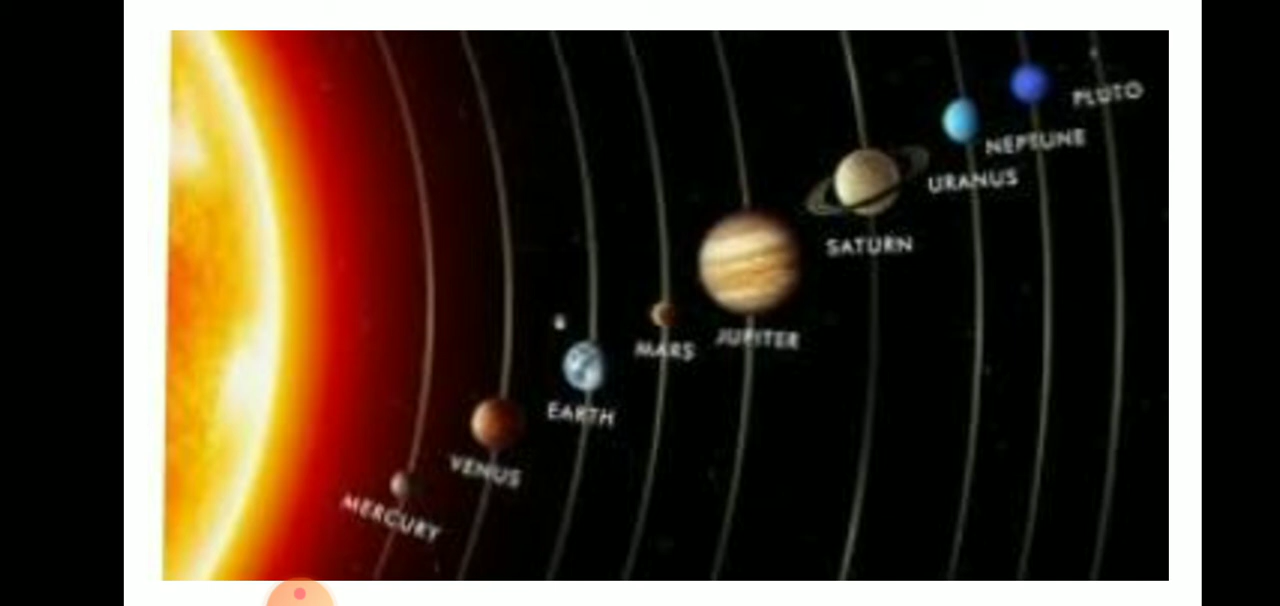 MERCURY
VENUS
EARTH
MARS
JUPITER
SATURN
URANUS
NEPTUNE
PLUTO